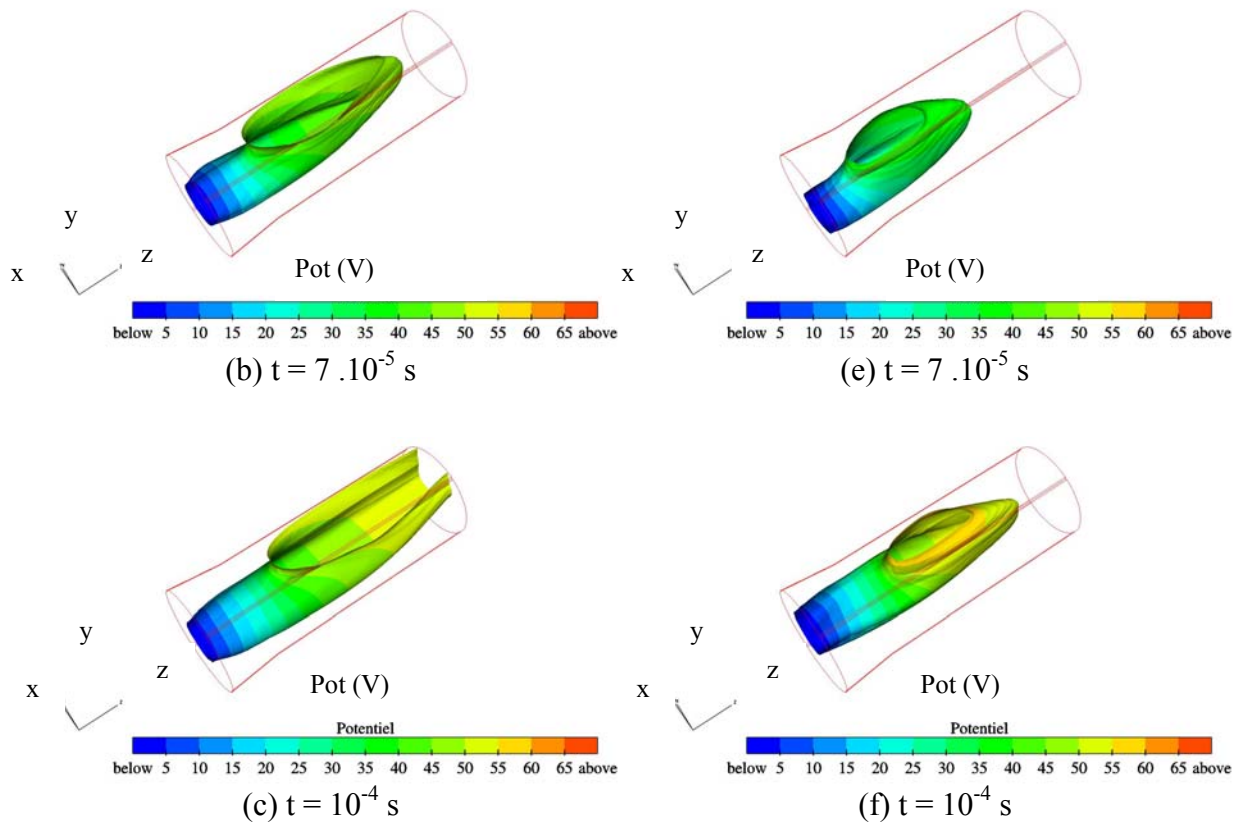 y
x
z
Pot (V)
below 5 10 15 20 25 30 35 40 45 50 55 60 65 above
(b) t = 7 .10-5 s
y
x
z
Pot (V)
below 5 10 15 20 25 30 35 40 45 50 55 60 65 above
(e) t = 7 .10-5 s
y
x
z
Pot (V)
Potentiel
below 5 10 15 20 25 30 35 40 45 50 55 60 65 above
(c) t = 10-4 s
y
x
z
Pot (V)
Potentiel
below 5 10 15 20 25 30 35 40 45 50 55 60 65 above
(f) t = 10-4 s